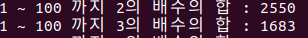 1 ~ 100 까지 2의 배수의 합 : 2550
1 ~ 100 까지 3의 배수의 합 : 1683